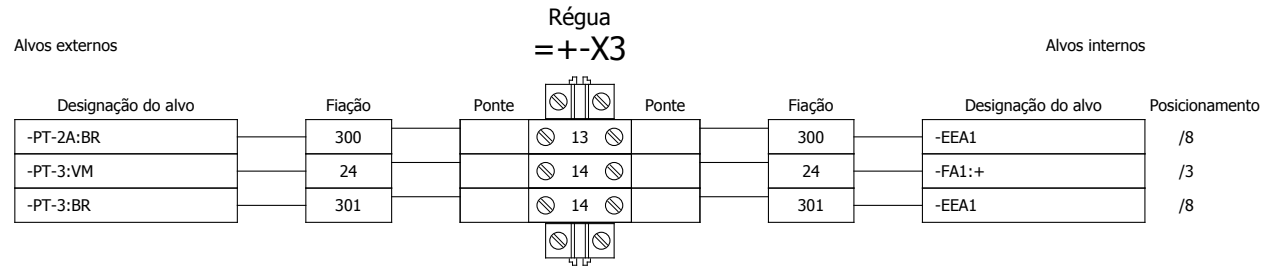 Régua
=+-X3
Alvos externos
Alvos internos
Designação do alvo Fiação Ponte Ponte Fiação Designação do alvo Posicionamento
-PT-2A:BR 300 13 300 -EEA1 /8
-PT-3:VM 24 14 24 -FA1:+ /3
-PT-3:BR 301 14 301 -EEA1 /8